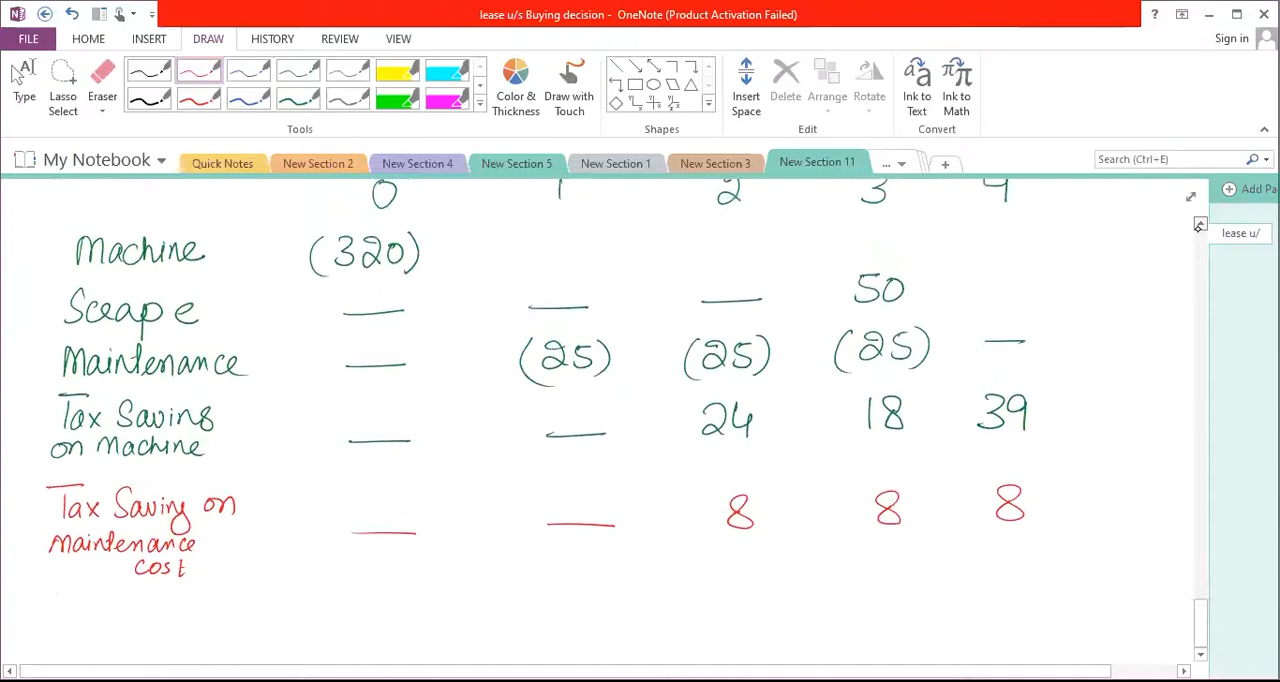 lease u/s Buying decision - OneNote (Product Activation Failed)
?
FILE HOME INSERT DRAW HISTORY REVIEW VIEW
Sign in
Type
Lasso Select
Eraser
Color & Thickness
Draw with Touch
Insert Space
Delete
Arrange
Rotate
Ink to Text
Ink to Math
Tools
Shapes
Edit
Convert
My Notebook
Quick Notes
New Section 2
New Section 4
New Section 5
New Section 1
New Section 3
New Section 11
...
Search (Ctrl+E)
Add Pa
lease u/
0 1 2 3 4
Machine (320)
Sceape — — — 50
Maintenance — (25) (25) (25) —
Tax Saving
on Machine — — 24 18 39
Tax Saving on
Maintenance — — 8 8 8
cost